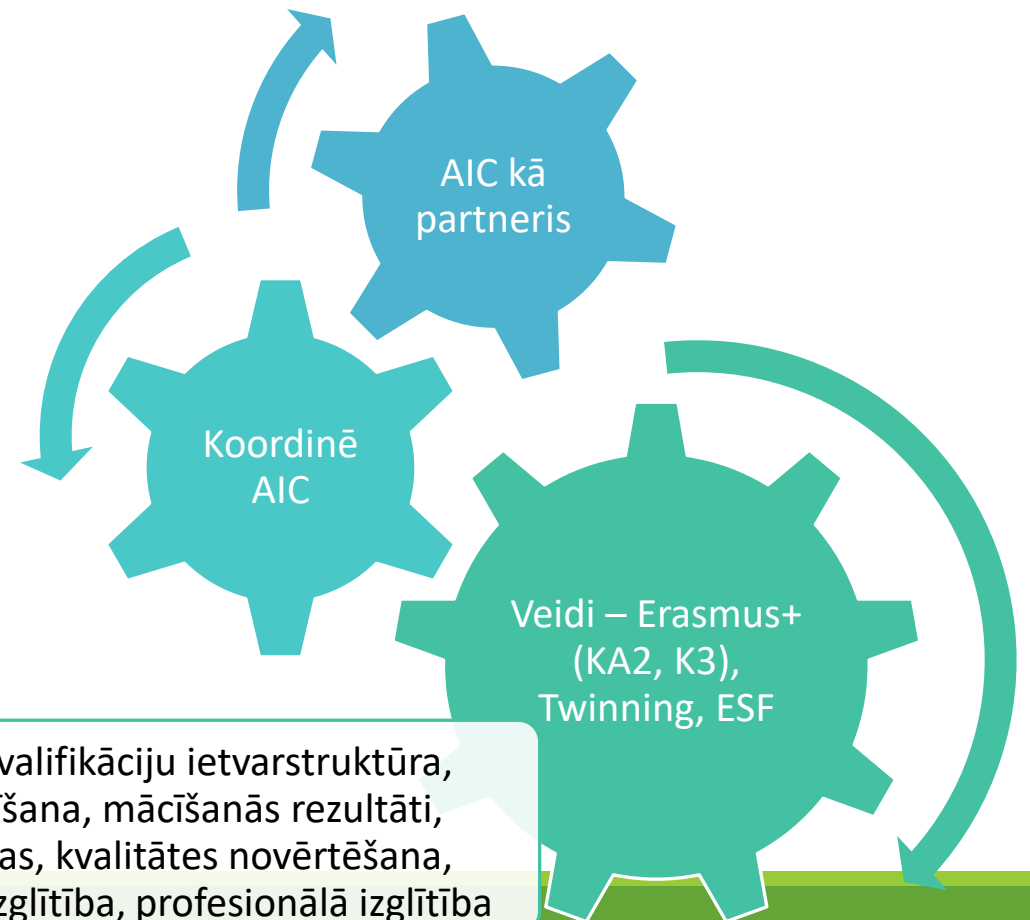 AIC kā
partneris
Koordinē
AIC
Veidi – Erasmus+
(KA2, K3),
Twinning, ESF
valifikāciju ietvarstruktūra,
īšana, mācīšanās rezultāti,
as, kvalitātes novērtēšana,
zglītība, profesionālā izglītība